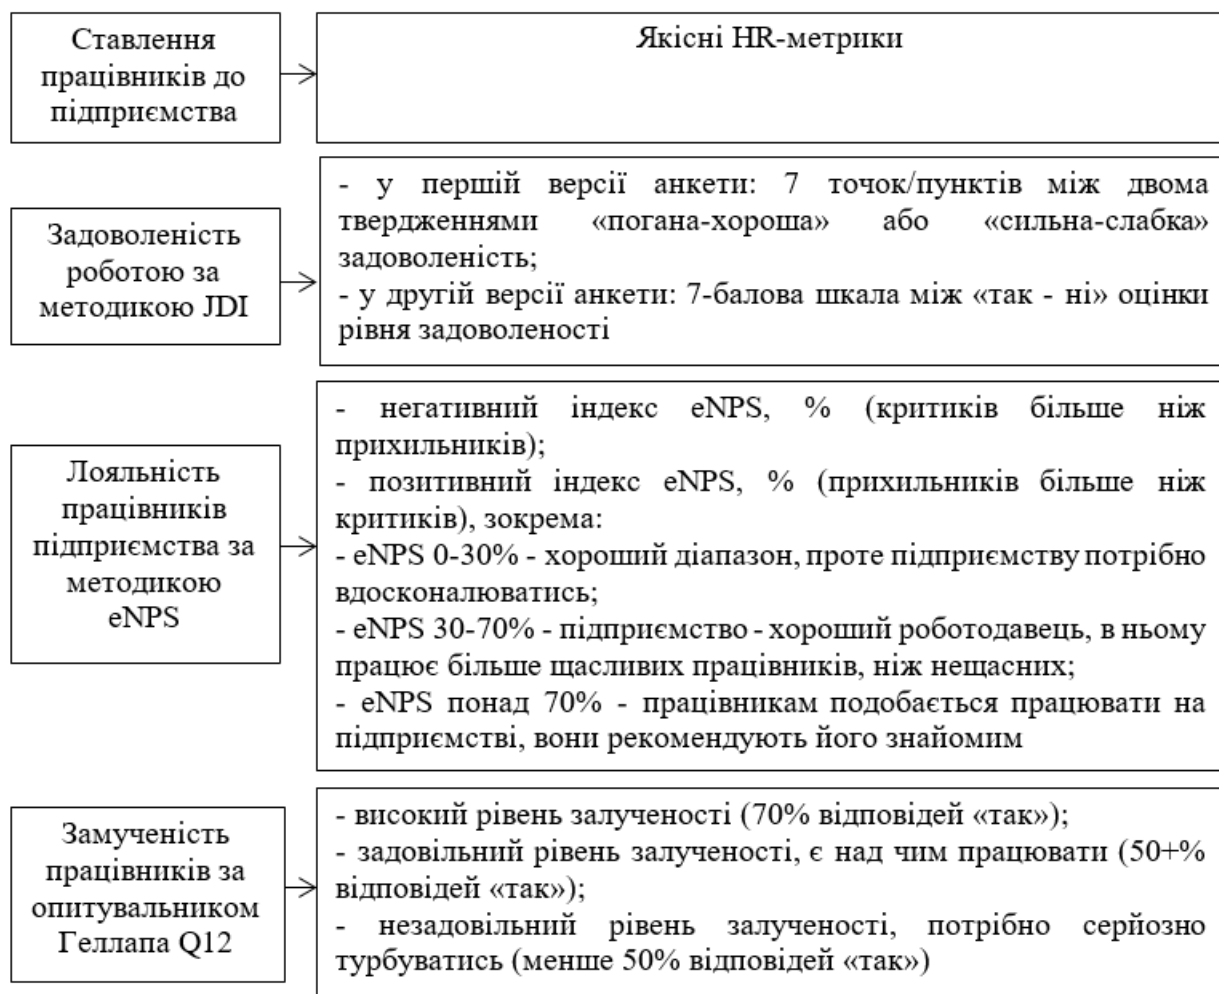 Ставлення
працівників до
підприємства
Якісні HR-метрики
Задоволеність
роботою за
методикою JDI
- у першій версії анкети: 7 точок/пунктів між двома
твердженнями «погана-хороша» або «сильна-слабка»
задоволеність;
- у другій версії анкети: 7-балова шкала між «так - ні» оцінки
рівня задоволеності
Лояльність
працівників
підприємства за
методикою
eNPS
- негативний індекс eNPS, % (критиків більше ніж
прихильників);
- позитивний індекс eNPS, % (прихильників більше ніж
критиків), зокрема:
- eNPS 0-30% - хороший діапазон, проте підприємству потрібно
вдосконалюватись;
- eNPS 30-70% - підприємство - хороший роботодавець, в ньому
працює більше щасливих працівників, ніж нещасних;
- eNPS понад 70% - працівникам подобається працювати на
підприємстві, вони рекомендують його знайомим
Замученість
працівників за
опитувальником
Геллапа Q12
- високий рівень залученості (70% відповідей «так»);
- задовільний рівень залученості, є над чим працювати (50+%
відповідей «так»);
- незадовільний рівень залученості, потрібно серйозно
турбуватись (менше 50% відповідей «так»)